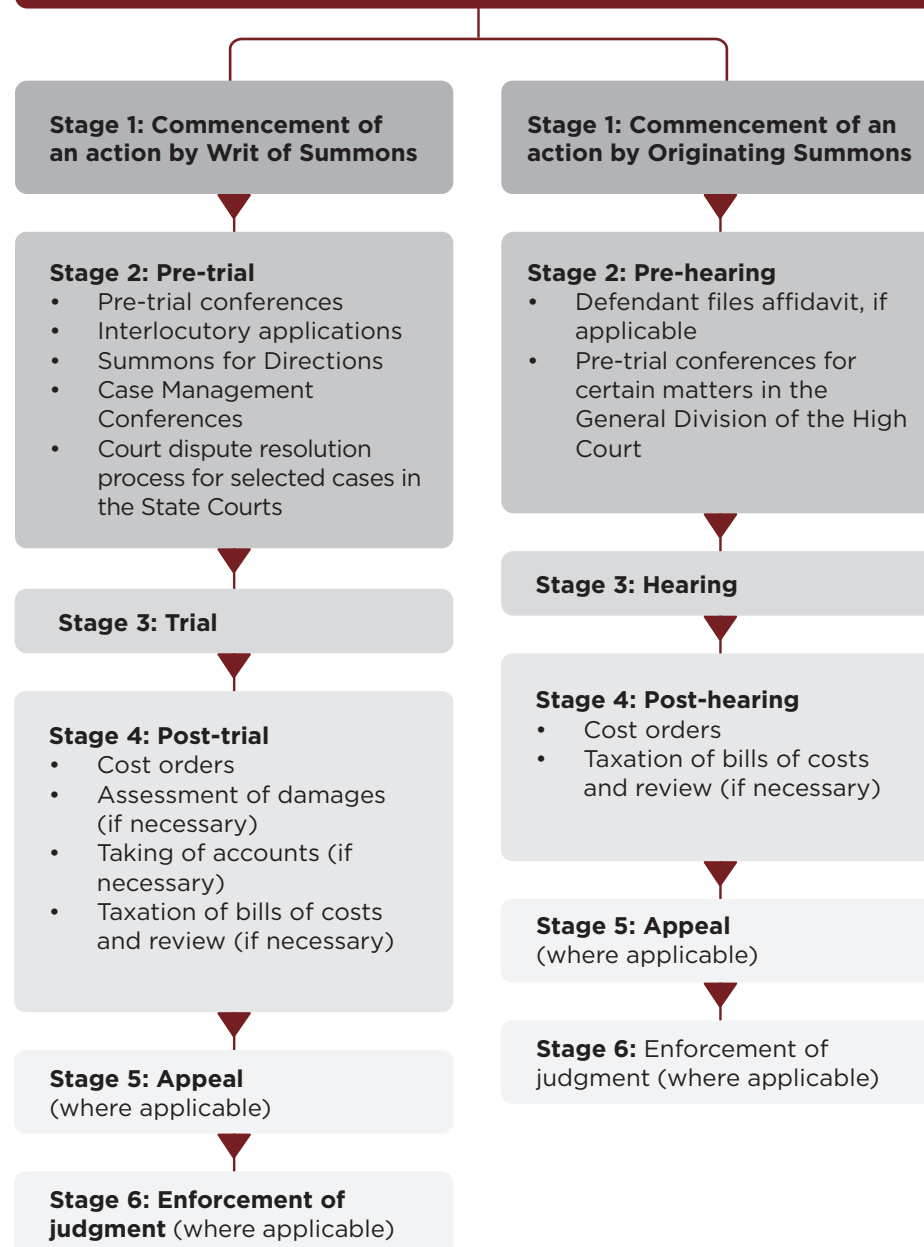 Stage 1: Commencement of
an action by Writ of Summons
Stage 2: Pre-trial
• Pre-trial conferences
• Interlocutory applications
• Summons for Directions
• Case Management
Conferences
• Court dispute resolution
process for selected cases in
the State Courts
Stage 3: Trial
Stage 4: Post-trial
• Cost orders
• Assessment of damages
(if necessary)
• Taking of accounts (if
necessary)
• Taxation of bills of costs
and review (if necessary)
Stage 5: Appeal
(where applicable)
Stage 6: Enforcement of
judgment (where applicable)
Stage 1: Commencement of an
action by Originating Summons
Stage 2: Pre-hearing
• Defendant files affidavit, if
applicable
• Pre-trial conferences for
certain matters in the
General Division of the High
Court
Stage 3: Hearing
Stage 4: Post-hearing
• Cost orders
• Taxation of bills of costs
and review (if necessary)
Stage 5: Appeal
(where applicable)
Stage 6: Enforcement of
judgment (where applicable)